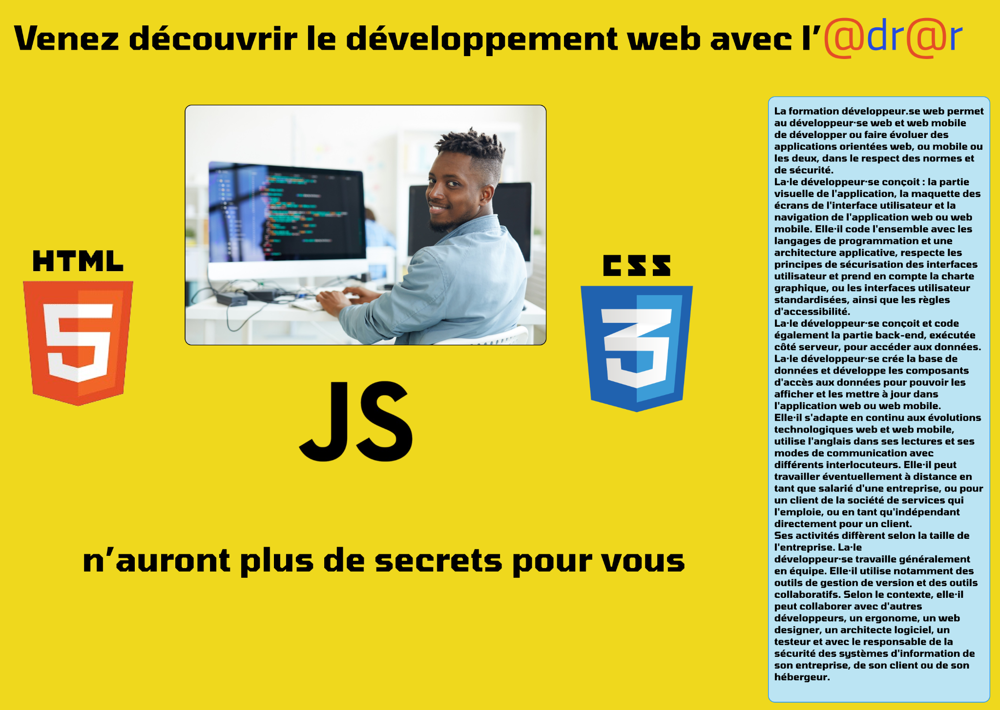 Venez découvrir le développement web avec l’@dr@r
HTML
5
CSS
3
JS
n’auront plus de secrets pour vous
La formation développeur.se web permet
au développeur·se web et web mobile
de développer ou faire évoluer des
applications orientées web, ou mobile ou
les deux, dans le respect des normes et
de sécurité.
La·le développeur·se conçoit : la partie
visuelle de l'application, la maquette des
écrans de l'interface utilisateur et la
navigation de l'application web ou web
mobile. Elle·il code l'ensemble avec les
langages de programmation et une
architecture applicative, respecte les
principes de sécurisation des interfaces
utilisateur et prend en compte la charte
graphique, ou les interfaces utilisateur
standardisées, ainsi que les règles
d'accessibilité.
La·le développeur·se conçoit et code
également la partie back-end, exécutée
côté serveur, pour accéder aux données.
La·le développeur·se crée la base de
données et développe les composants
d'accès aux données pour pouvoir les
afficher et les mettre à jour dans
l'application web ou web mobile.
Elle·il s'adapte en continu aux évolutions
technologiques web et web mobile,
utilise l'anglais dans ses lectures et ses
modes de communication avec
différents interlocuteurs. Elle·il peut
travailler éventuellement à distance en
tant que salarié d'une entreprise, ou pour
un client de la société de services qui
l'emploie, ou en tant qu'indépendant
directement pour un client.
Ses activités diffèrent selon la taille de
l'entreprise. La·le
développeur·se travaille généralement
en équipe. Elle·il utilise notamment des
outils de gestion de version et des outils
collaboratifs. Selon le contexte, elle·il
peut collaborer avec d'autres
développeurs, un ergonome, un web
designer, un architecte logiciel, un
testeur et avec le responsable de la
sécurité des systèmes d'information de
son entreprise, de son client ou de son
hébergeur.